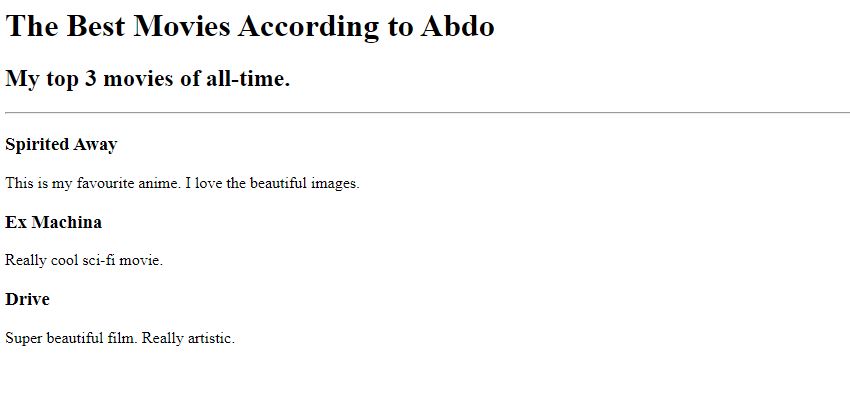 The Best Movies According to Abdo
My top 3 movies of all-time.
Spirited Away
This is my favourite anime. I love the beautiful images.
Ex Machina
Really cool sci-fi movie.
Drive
Super beautiful film. Really artistic.